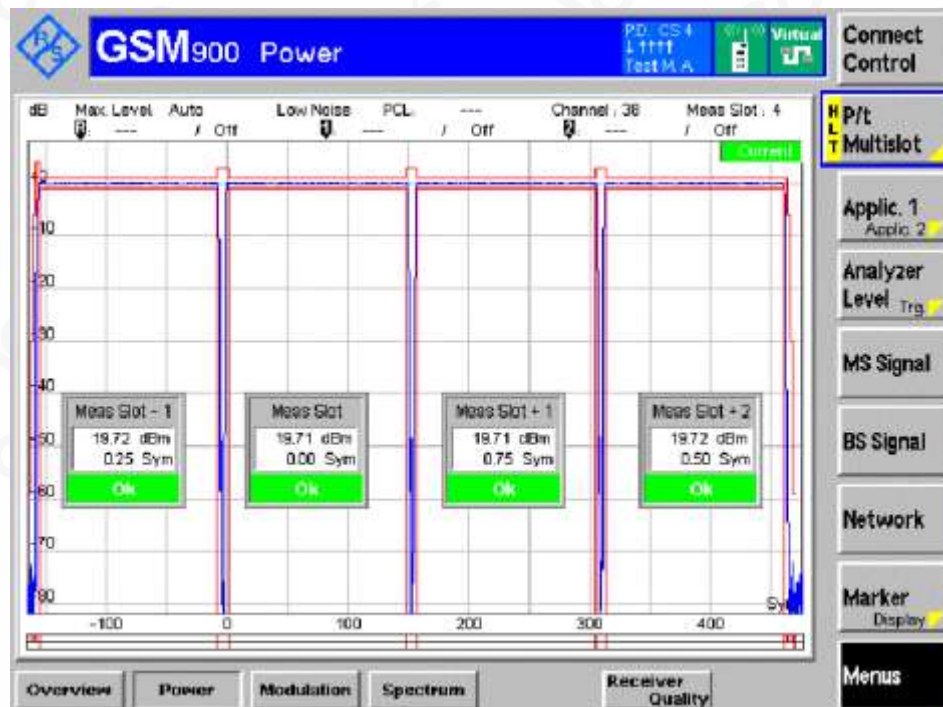 R S
GSM900 Power
P.D. CS 4
↓ ↑↑↑↑
Test M. A.
Virtual
Connect Control
dB Max. Level Auto Low Noise PCL: --- Channel : 38 Meas Slot : 4
--- / Off 1 --- / Off 2 --- / Off
Current
HLT
P/t Multislot
Applic. 1
Applic. 2
Analyzer Level Trg.
MS Signal
BS Signal
Network
Marker
Display
Menus
-10
-20
-30
-40
-50
-60
-70
-80
Meas Slot - 1
19.72 dBm
0.25 Sym
Ok
Meas Slot
19.71 dBm
0.00 Sym
Ok
Meas Slot + 1
19.71 dBm
0.75 Sym
Ok
Meas Slot + 2
19.72 dBm
0.50 Sym
Ok
-100 0 100 200 300 400
Overview Power Modulation Spectrum Receiver Quality